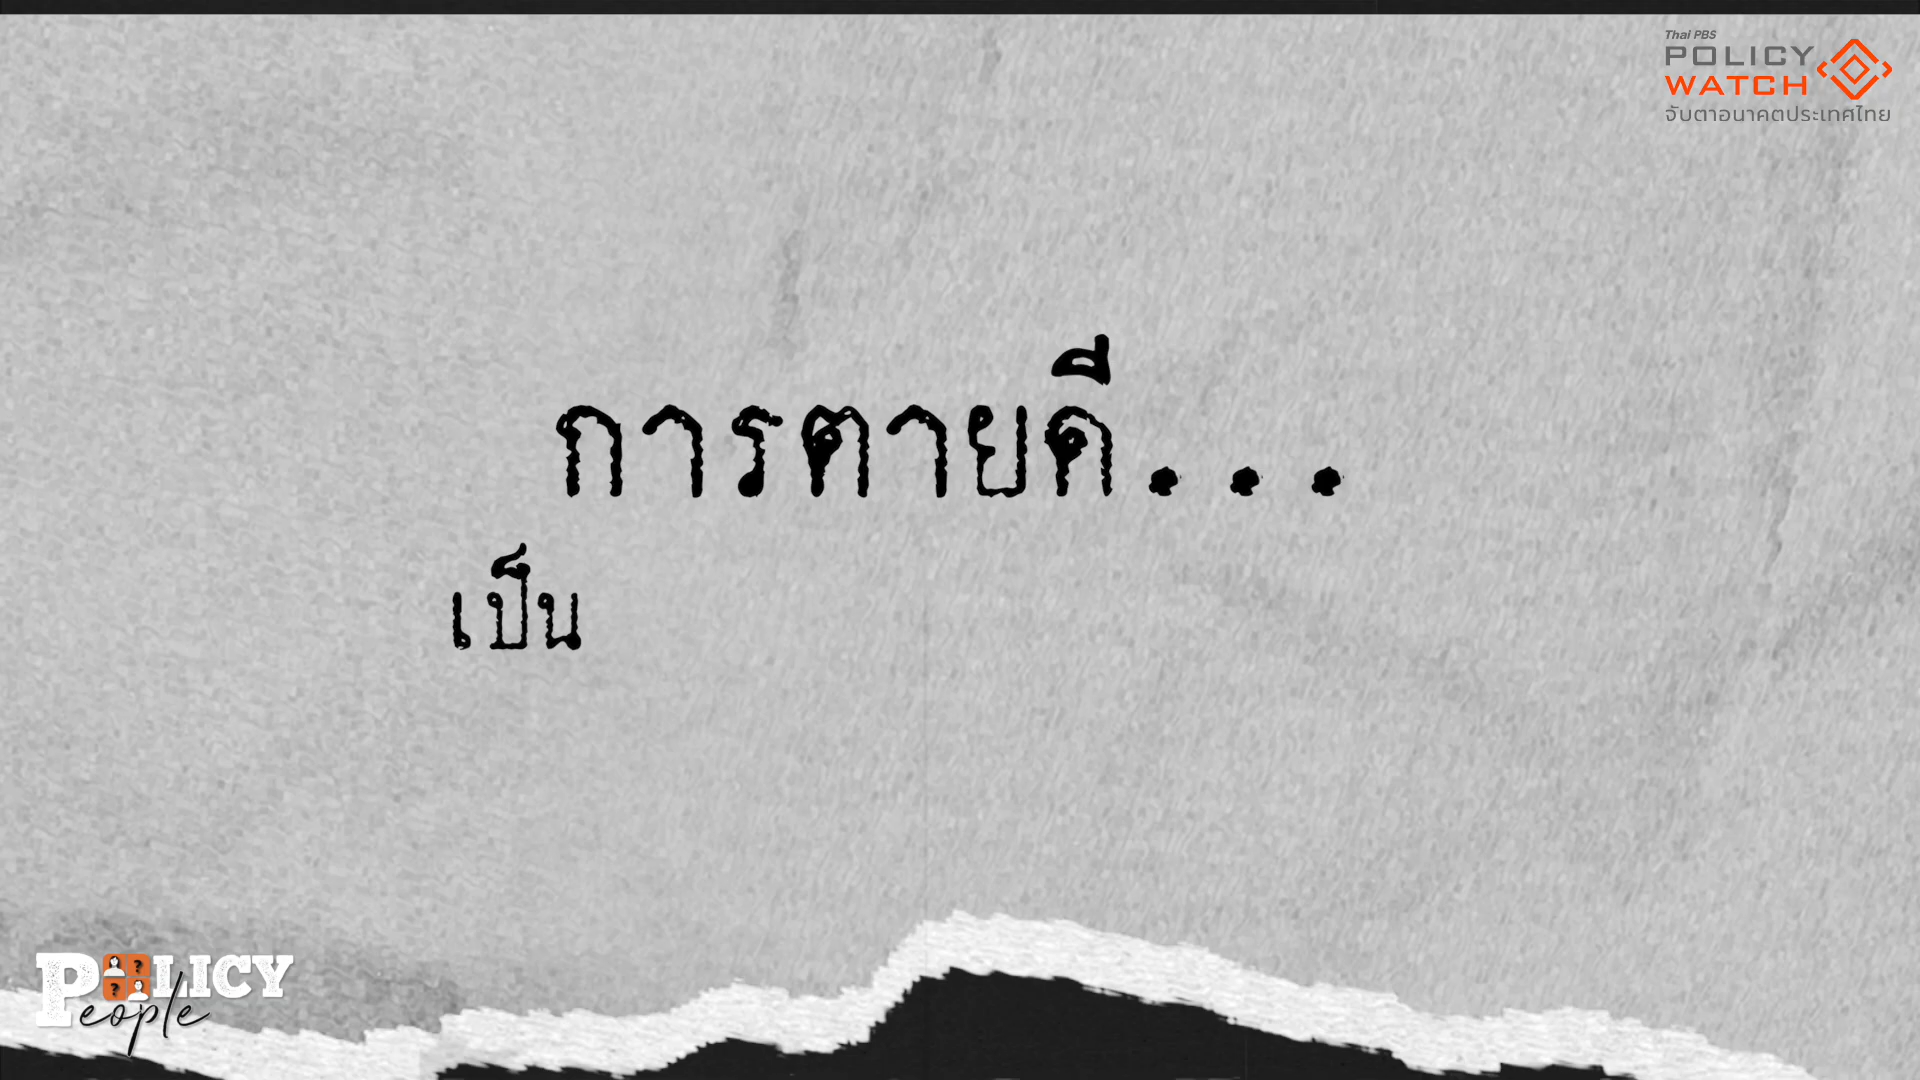 Thai PBS
POLICY
WATCH
จับตาอนาคตประเทศไทย
การตายดี...
เป็น
POLICY
People